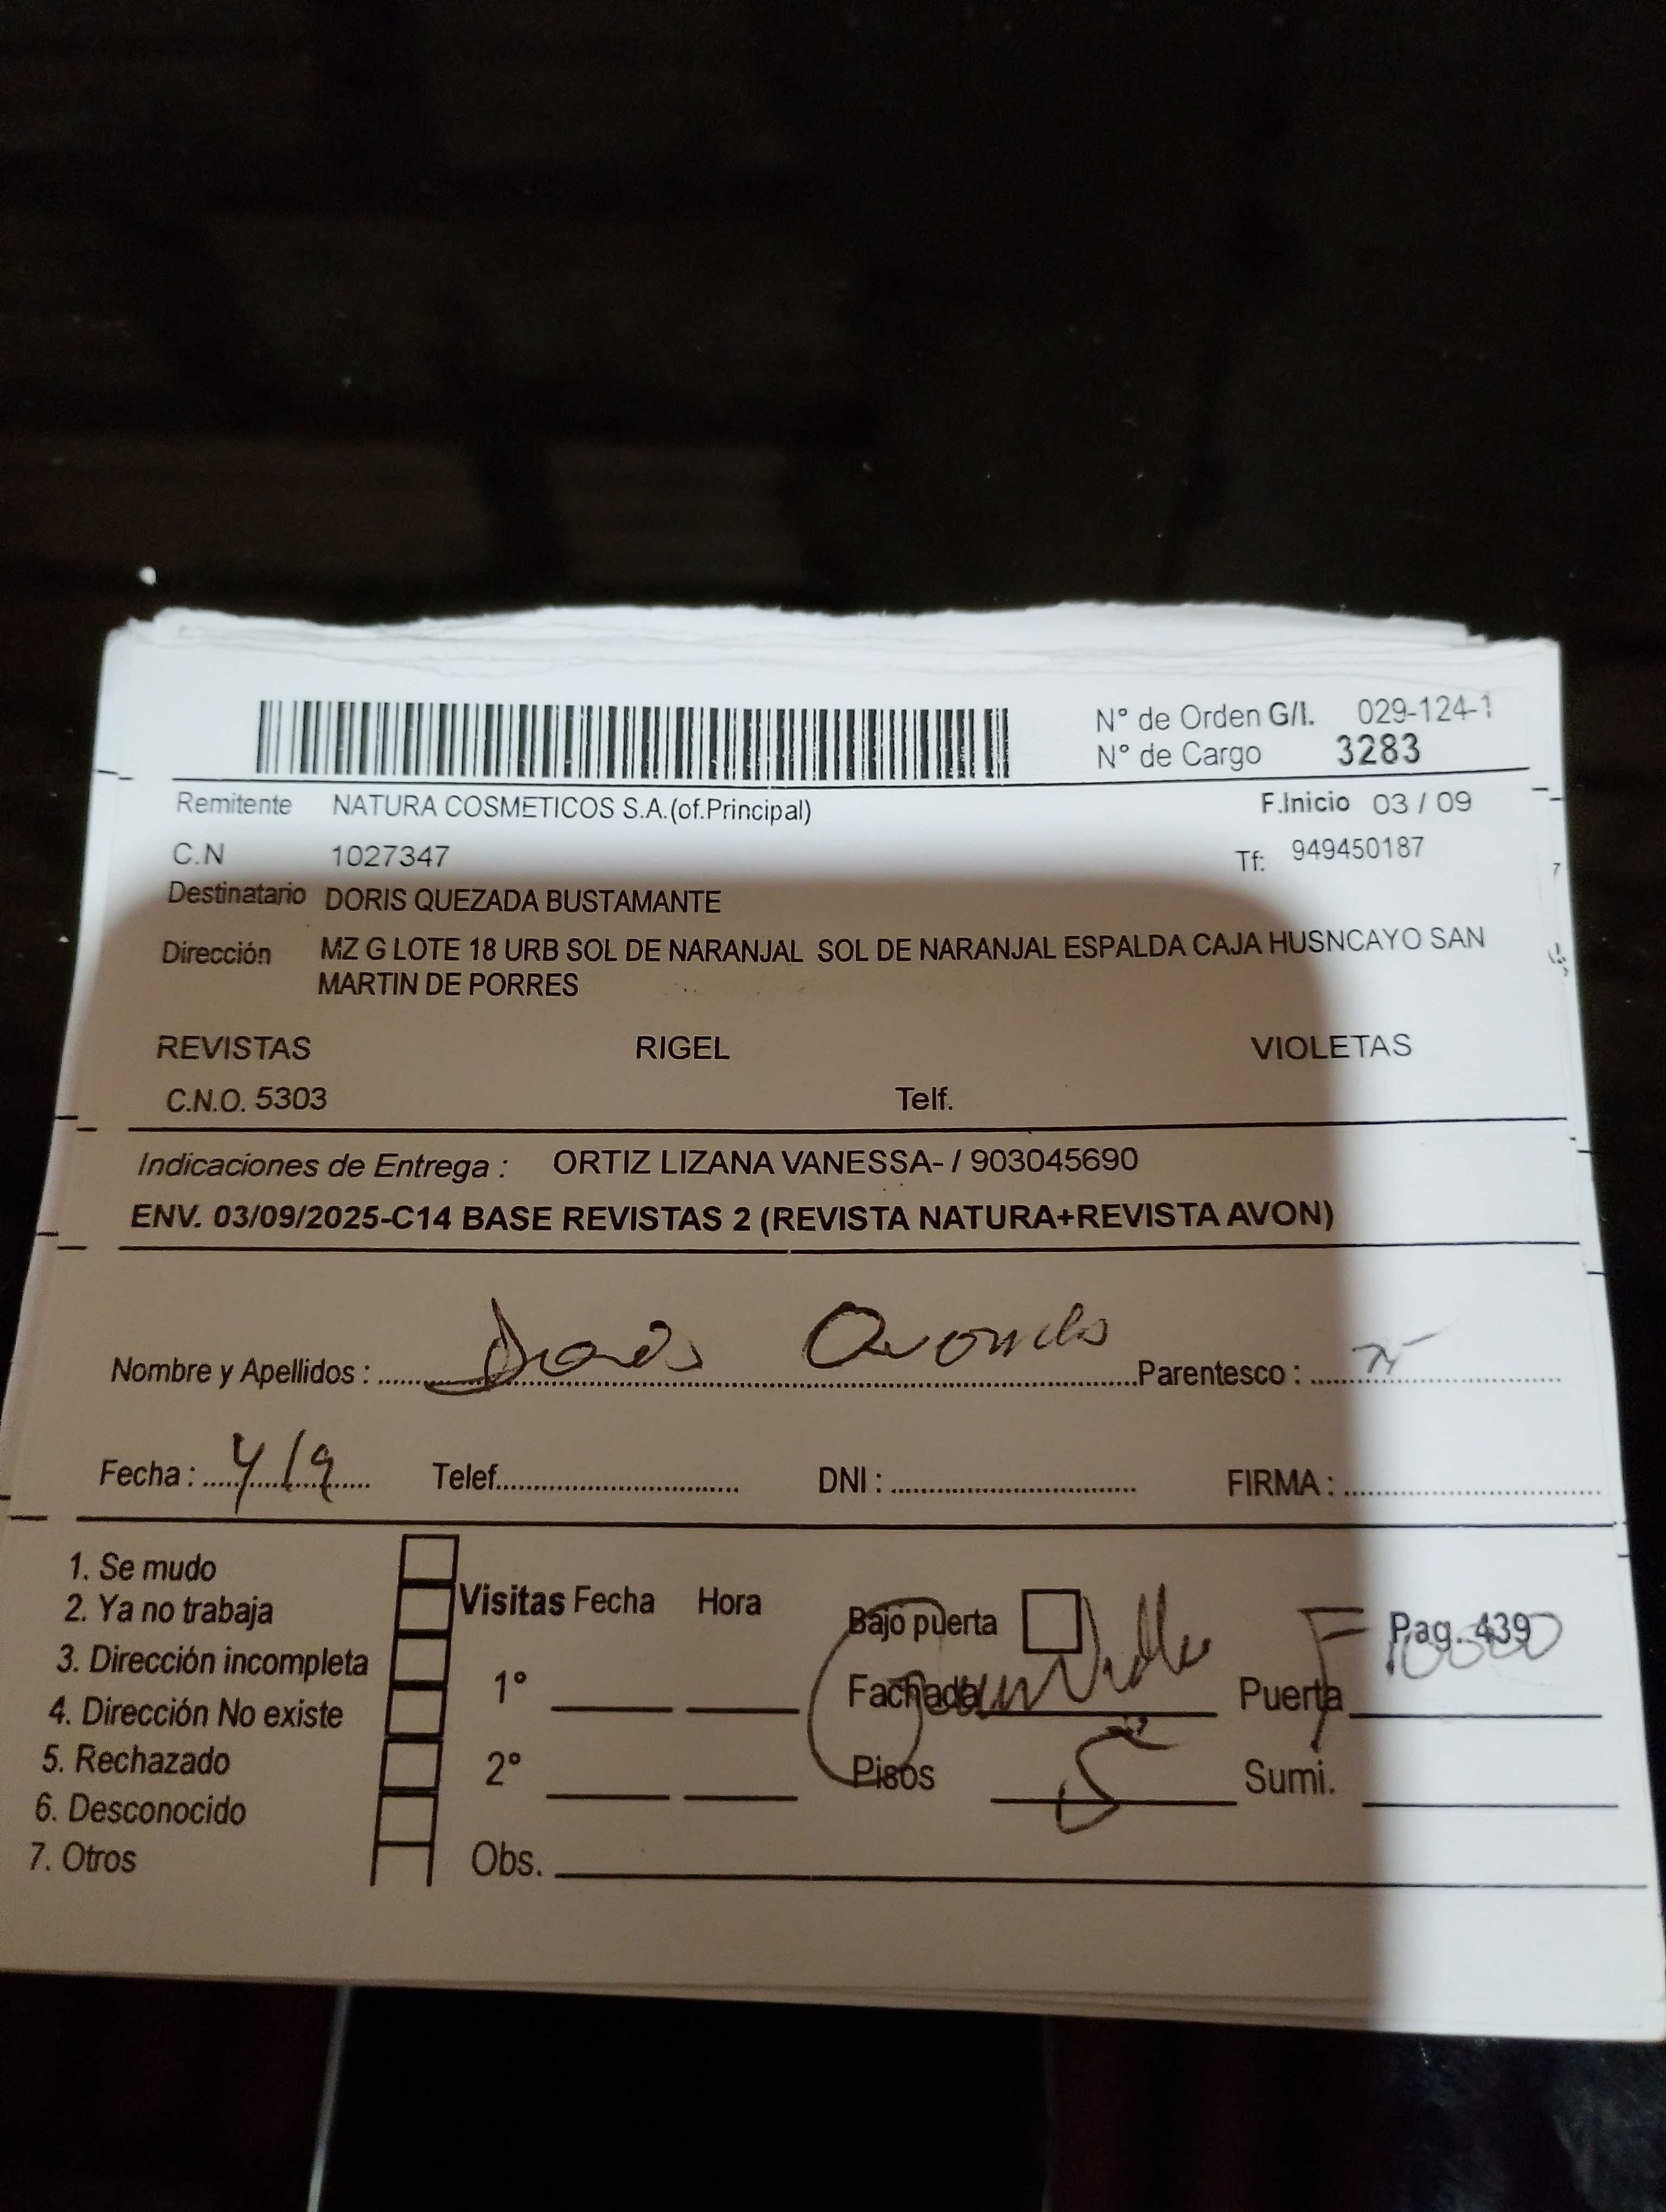 N° de Orden G/I. 029-124-1
N° de Cargo 3283
Remitente NATURA COSMETICOS S.A.(of.Principal) F.Inicio 03 / 09
C.N 1027347 Tf: 949450187
Destinatario DORIS QUEZADA BUSTAMANTE
Dirección MZ G LOTE 18 URB SOL DE NARANJAL SOL DE NARANJAL ESPALDA CAJA HUSNCAYO SAN
MARTIN DE PORRES
REVISTAS RIGEL VIOLETAS
C.N.O. 5303 Telf.
Indicaciones de Entrega : ORTIZ LIZANA VANESSA- / 903045690
ENV. 03/09/2025-C14 BASE REVISTAS 2 (REVISTA NATURA+REVISTA AVON)
Nombre y Apellidos : Doris Parentesco :
Fecha : 4/9 Telef. DNI : FIRMA :
1. Se mudo
2. Ya no trabaja
3. Dirección incompleta
4. Dirección No existe
5. Rechazado
6. Desconocido
7. Otros
Visitas Fecha Hora
1°
2°
Obs.
Bajo puerta Pag. 439
Fachada Puerta
Pisos 5 Sumi.